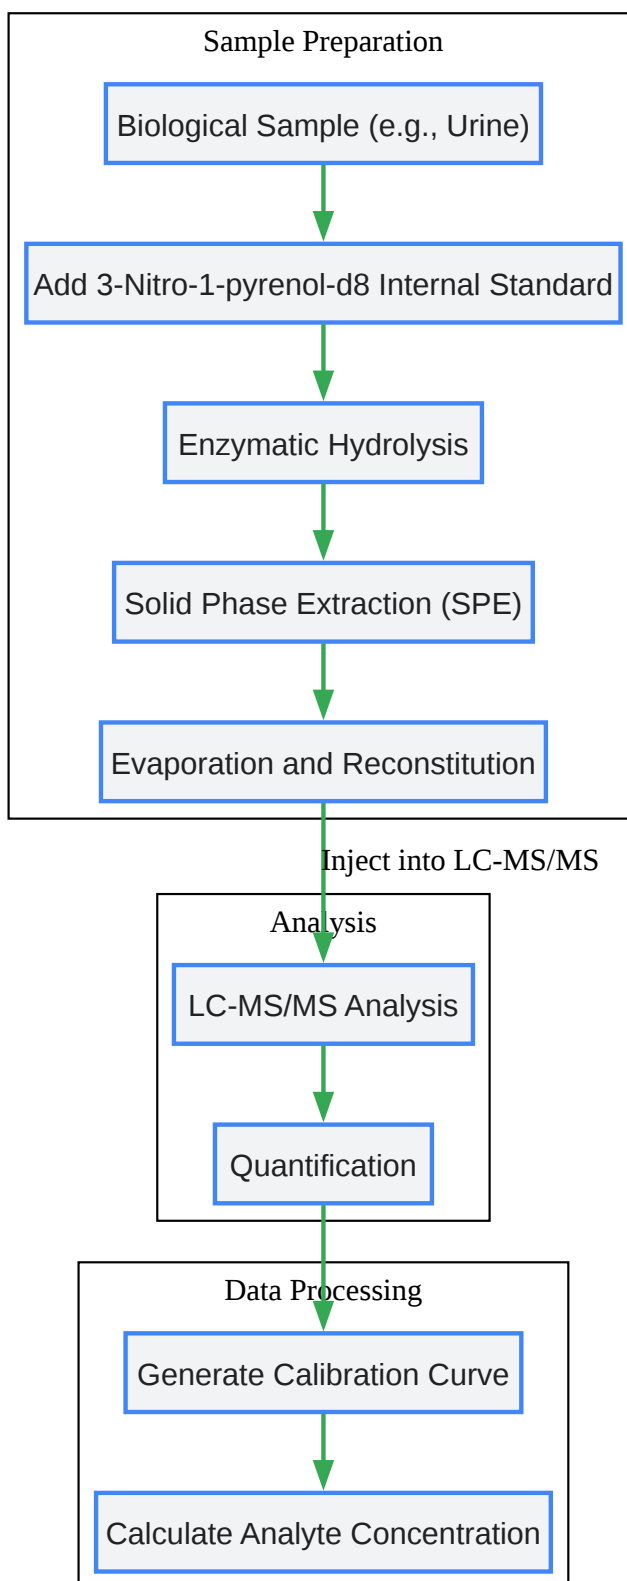 Sample Preparation
Biological Sample (e.g., Urine)
Add 3-Nitro-1-pyrenol-d8 Internal Standard
Enzymatic Hydrolysis
Solid Phase Extraction (SPE)
Evaporation and Reconstitution
Inject into LC-MS/MS
Analysis
LC-MS/MS Analysis
Quantification
Data Processing
Generate Calibration Curve
Calculate Analyte Concentration